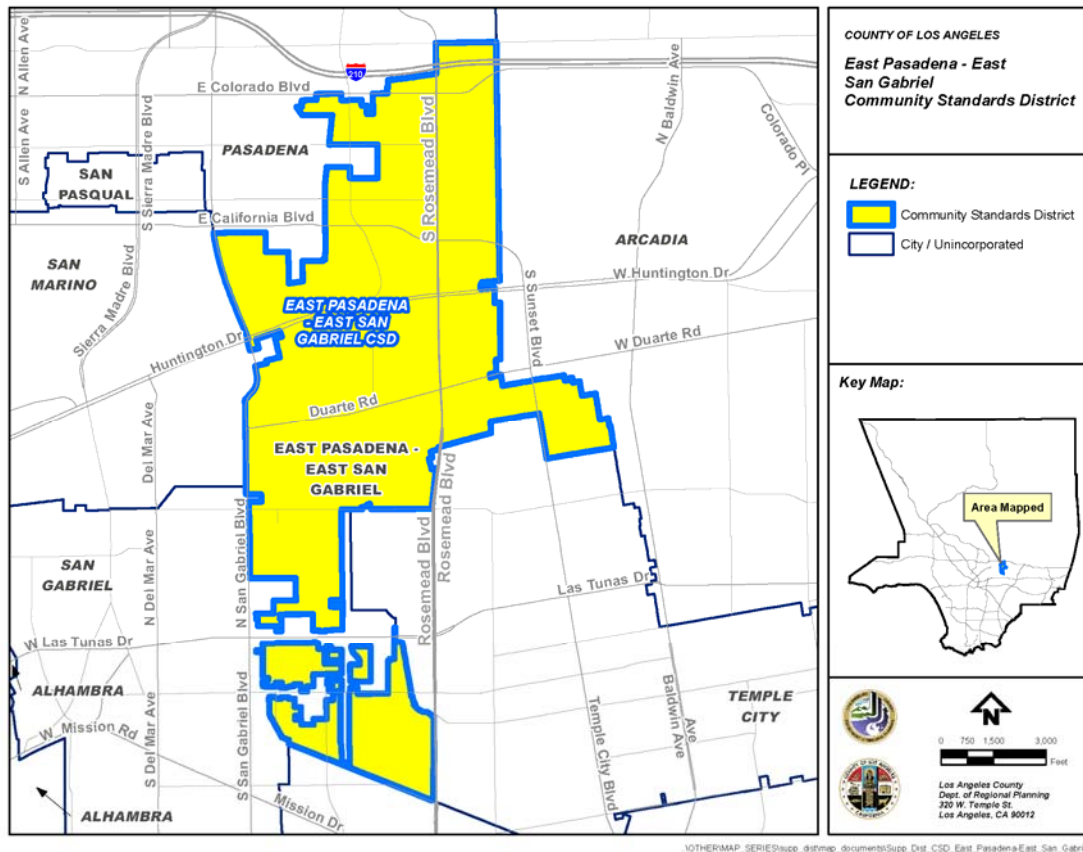 N Allen Ave
S Allen Ave
S Sierra Madre Blvd
N Baldwin Ave
210
E Colorado Blvd
Colorado Pl
PASADENA
SAN
PASQUAL
S Rosemead Blvd
E California Blvd
ARCADIA
SAN
MARINO
Sierra Madre Blvd
S Sunset Blvd
W Huntington Dr
EAST PASADENA
- EAST SAN
GABRIEL CSD
Huntington Dr
W Duarte Rd
Duarte Rd
Del Mar Ave
EAST PASADENA -
EAST SAN
GABRIEL
Rosemead Blvd
Rosemead Blvd
N San Gabriel Blvd
N Del Mar Ave
SAN
GABRIEL
Las Tunas Dr
W Las Tunas Dr
ALHAMBRA
W Mission Rd
S Del Mar Ave
S San Gabriel Blvd
Mission Dr
Temple City Blvd
Baldwin Ave
Ave
TEMPLE
CITY
ALHAMBRA
COUNTY OF LOS ANGELES
East Pasadena - East
San Gabriel
Community Standards District
LEGEND:
Community Standards District
City / Unincorporated
Key Map:
Area Mapped
N
0 750 1,500 3,000
Feet
Los Angeles County
Dept. of Regional Planning
320 W. Temple St.
Los Angeles, CA 90012